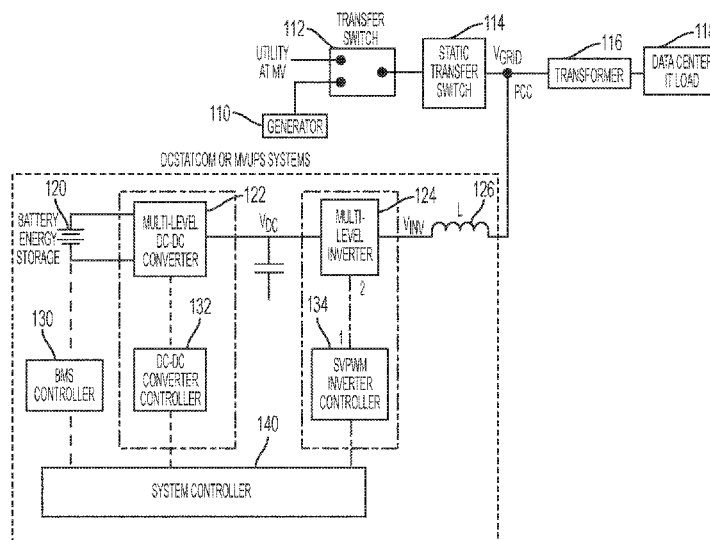 TRANSFER
SWITCH
112
UTILITY
AT MV
110
GENERATOR
114
STATIC
TRANSFER
SWITCH
VGRID
PCC
116
TRANSFORMER
118
DATA CENTER
IT LOAD
DCSTATCOM OR MVUPS SYSTEMS
120
BATTERY
ENERGY
STORAGE
122
MULTI-LEVEL
DC-DC
CONVERTER
VDC
124
MULTI-
LEVEL
INVERTER
VINV
L
126
2
1
130
BMS
CONTROLLER
132
DC-DC
CONVERTER
CONTROLLER
134
SVPWM
INVERTER
CONTROLLER
140
SYSTEM CONTROLLER